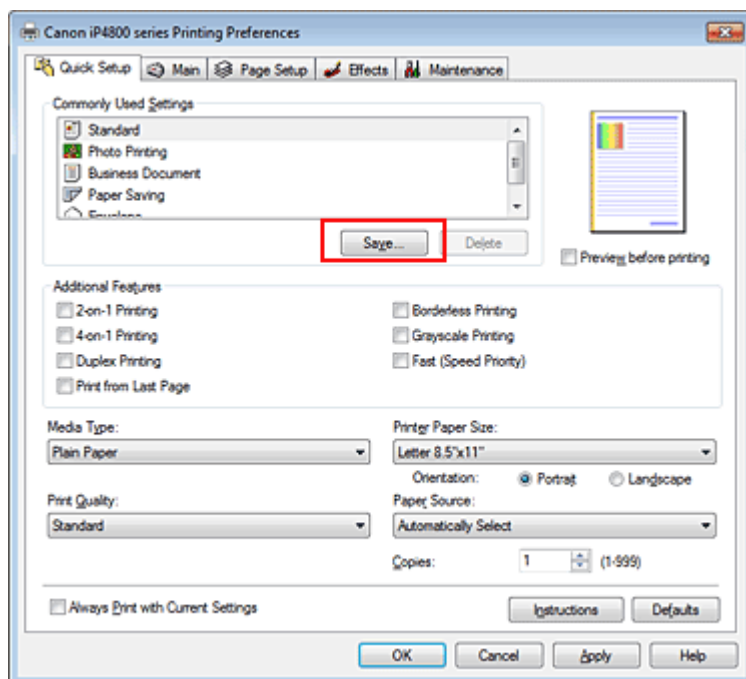 Canon iP4800 series Printing Preferences
Quick Setup Main Page Setup Effects Maintenance
Commonly Used Settings
Standard
Photo Printing
Business Document
Paper Saving
Envelope
Save... Delete
Preview before printing
Additional Features
2-on-1 Printing Borderless Printing
4-on-1 Printing Grayscale Printing
Duplex Printing Fast (Speed Priority)
Print from Last Page
Media Type: Printer Paper Size:
Plain Paper Letter 8.5"x11"
Orientation: Portrait Landscape
Print Quality: Paper Source:
Standard Automatically Select
Copies: 1 (1-999)
Always Print with Current Settings Instructions Defaults
OK Cancel Apply Help